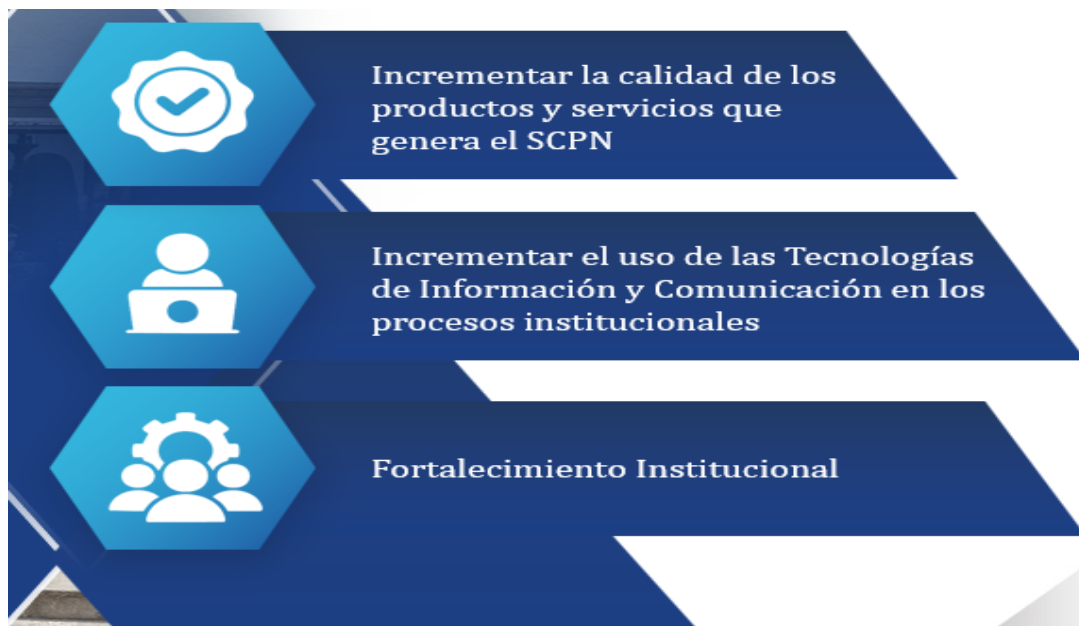 Incrementar la calidad de los
productos y servicios que
genera el SCPN
Incrementar el uso de las Tecnologías
de Información y Comunicación en los
procesos institucionales
Fortalecimiento Institucional